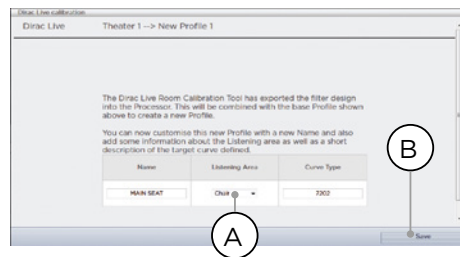 Dirac Live calibration
Dirac Live Theater 1 --> New Profile 1
The Dirac Live Room Calibration Tool has exported the filter design
into the Processor. This will be combined with the base Profile shown
above to create a new Profile.
You can now customise this new Profile with a new Name and also
add some information about the Listening area as well as a short
description of the target curve defined.
Name Listening Area Curve Type
MAIN SEAT Chair 7202
A
B
Save